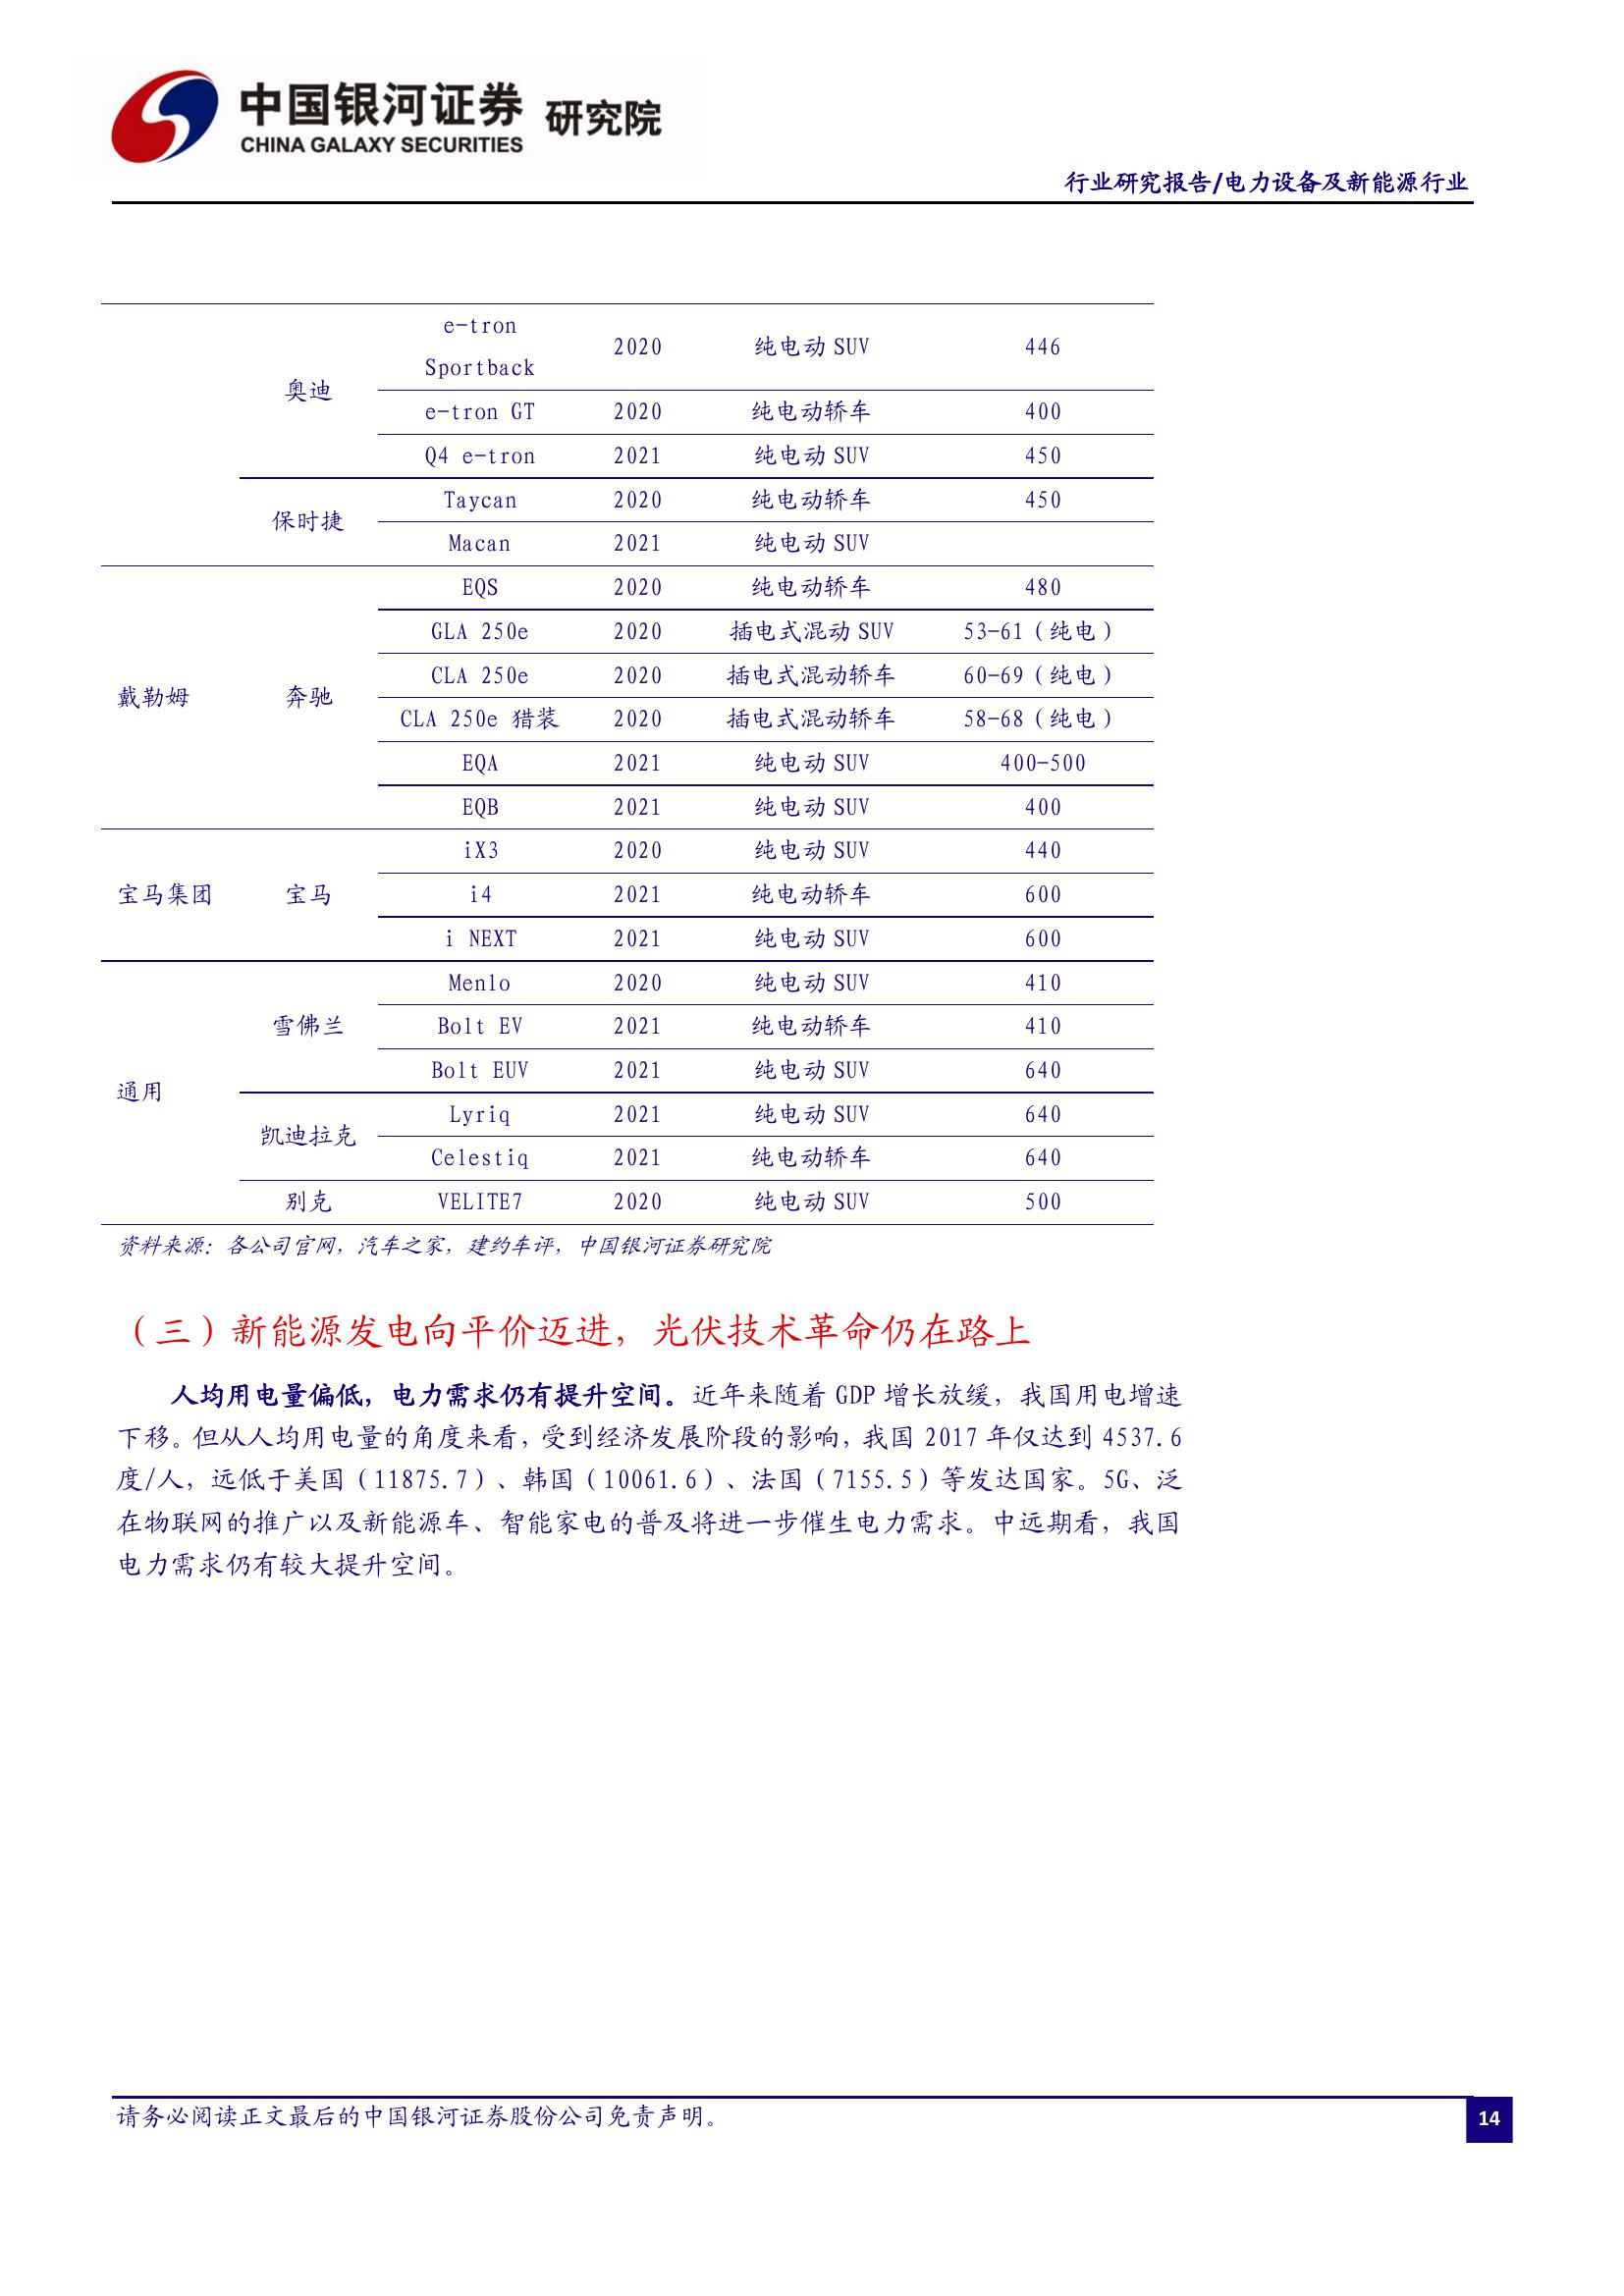 中国银河证券 研究院
CHINA GALAXY SECURITIES
行业研究报告/电力设备及新能源行业
奥迪 e-tron Sportback 2020 纯电动 SUV 446
e-tron GT 2020 纯电动轿车 400
Q4 e-tron 2021 纯电动 SUV 450
保时捷 Taycan 2020 纯电动轿车 450
Macan 2021 纯电动 SUV
戴勒姆 奔驰 EQS 2020 纯电动轿车 480
GLA 250e 2020 插电式混动 SUV 53-61（纯电）
CLA 250e 2020 插电式混动轿车 60-69（纯电）
CLA 250e 猎装 2020 插电式混动轿车 58-68（纯电）
EQA 2021 纯电动 SUV 400-500
EQB 2021 纯电动 SUV 400
宝马集团 宝马 iX3 2020 纯电动 SUV 440
i4 2021 纯电动轿车 600
i NEXT 2021 纯电动 SUV 600
通用 雪佛兰 Menlo 2020 纯电动 SUV 410
Bolt EV 2021 纯电动轿车 410
Bolt EUV 2021 纯电动 SUV 640
凯迪拉克 Lyriq 2021 纯电动 SUV 640
Celestiq 2021 纯电动轿车 640
别克 VELITE7 2020 纯电动 SUV 500
资料来源：各公司官网，汽车之家，建约车评，中国银河证券研究院
（三）新能源发电向平价迈进，光伏技术革命仍在路上
人均用电量偏低，电力需求仍有提升空间。近年来随着 GDP 增长放缓，我国用电增速
下移。但从人均用电量的角度来看，受到经济发展阶段的影响，我国 2017 年仅达到 4537.6
度/人，远低于美国（11875.7）、韩国（10061.6）、法国（7155.5）等发达国家。5G、泛
在物联网的推广以及新能源车、智能家电的普及将进一步催生电力需求。中远期看，我国
电力需求仍有较大提升空间。
请务必阅读正文最后的中国银河证券股份公司免责声明。
14